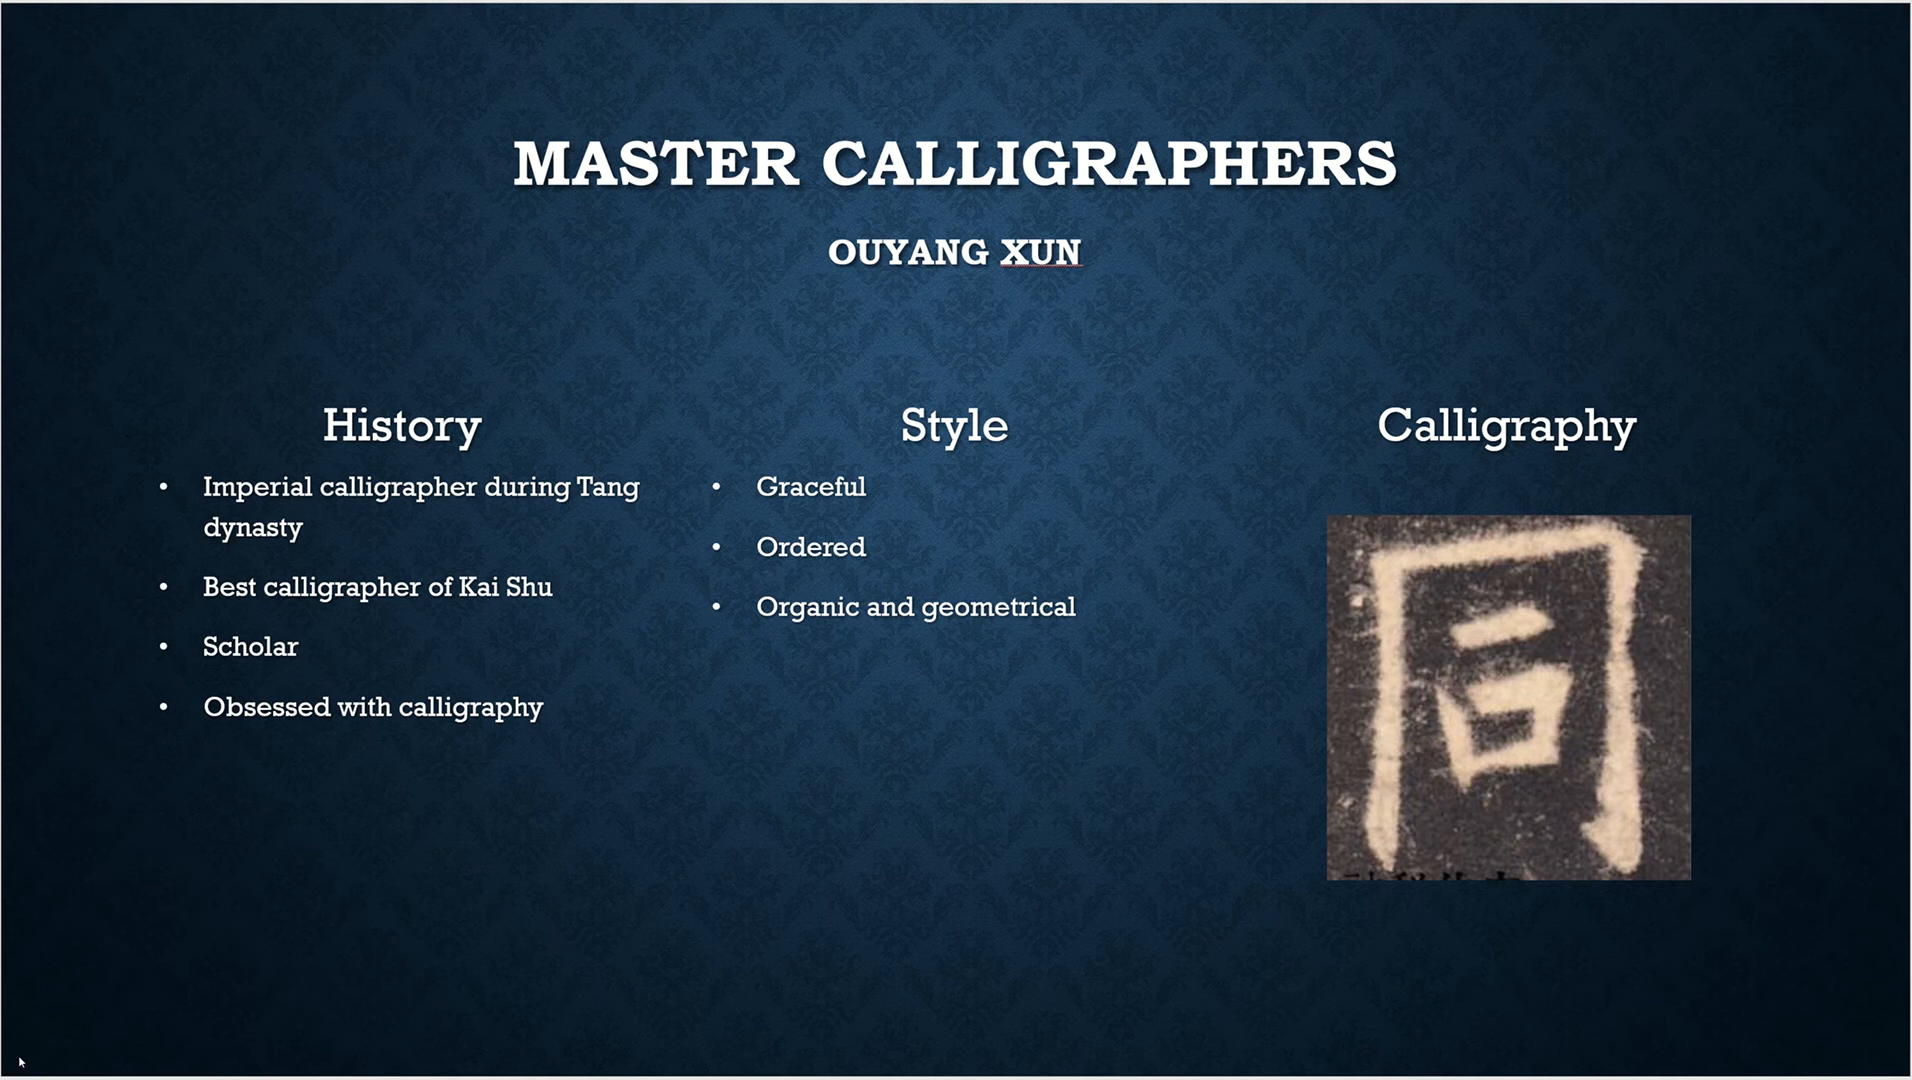 MASTER CALLIGRAPHERS
OUYANG XUN
History
• Imperial calligrapher during Tang
dynasty
• Best calligrapher of Kai Shu
• Scholar
• Obsessed with calligraphy
Style
• Graceful
• Ordered
• Organic and geometrical
Calligraphy
同